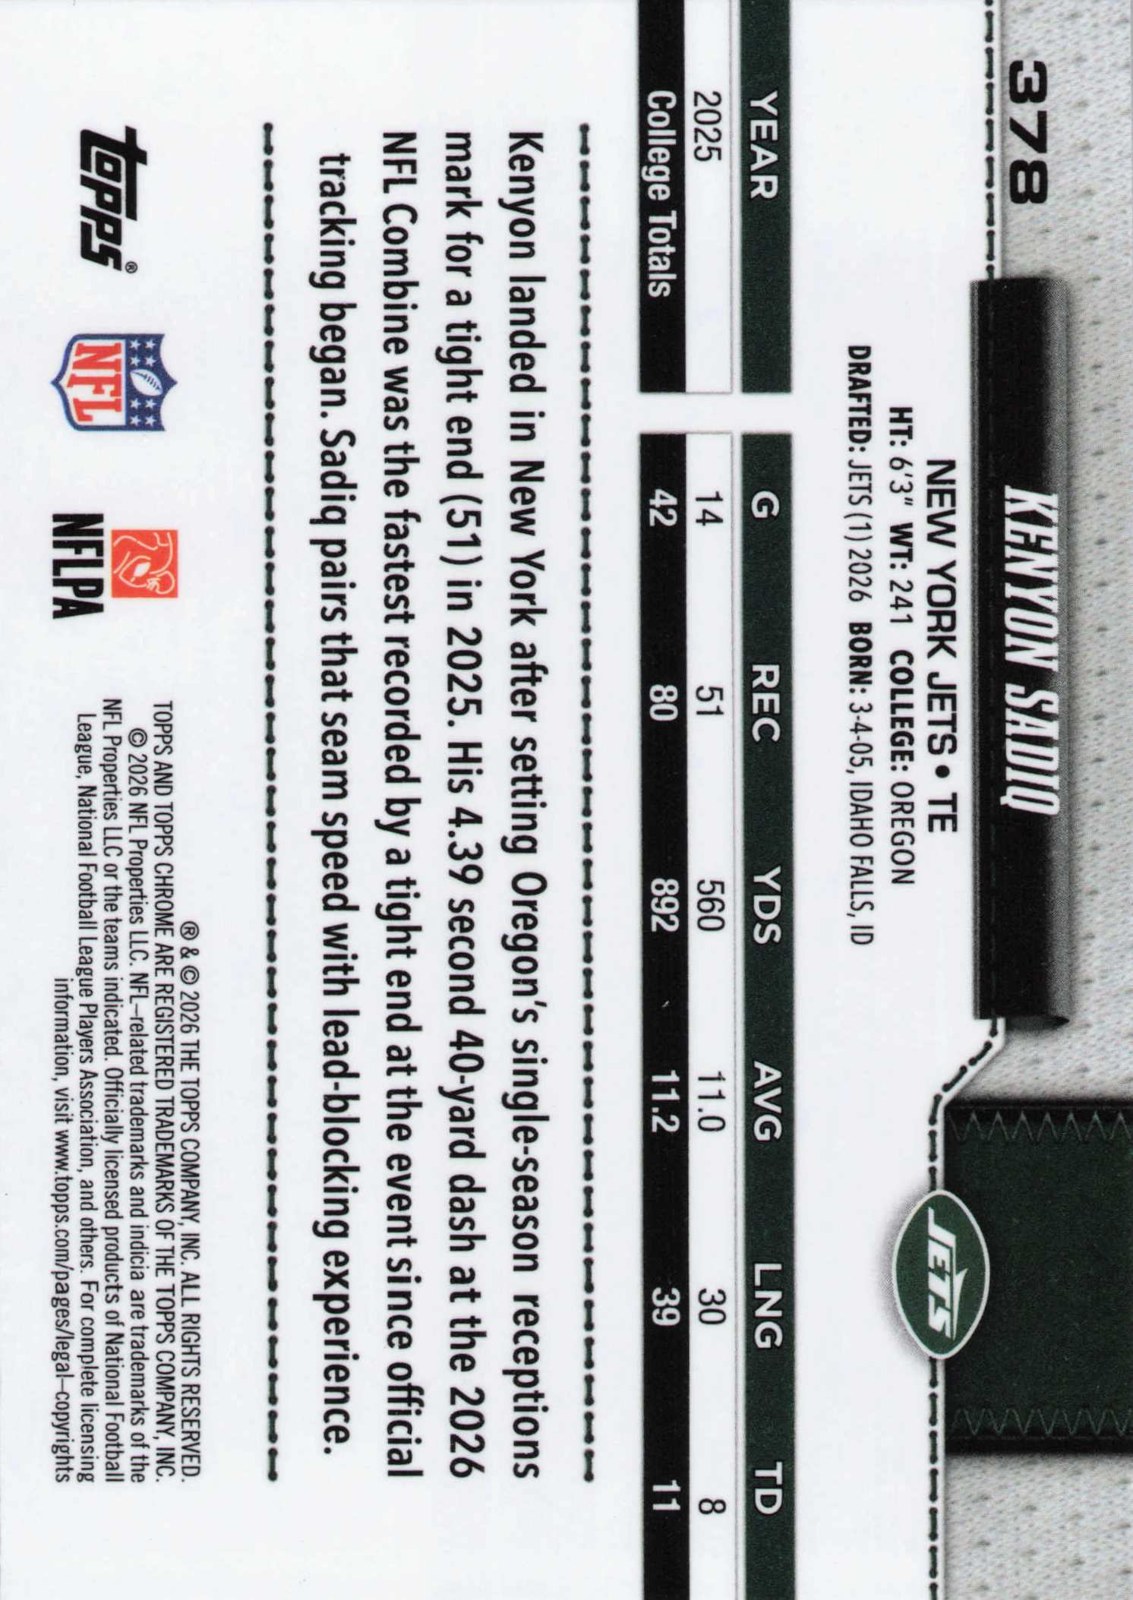 378
KENYON SADIQ
NEW YORK JETS • TE
HT: 6'3" WT: 241 COLLEGE: OREGON
DRAFTED: JETS (1) 2026 BORN: 3-4-05, IDAHO FALLS, ID
JETS
YEAR G REC YDS AVG LNG TD
2025 14 51 560 11.0 30 8
College Totals 42 80 892 11.2 39 11
Kenyon landed in New York after setting Oregon's single-season receptions
mark for a tight end (51) in 2025. His 4.39 second 40-yard dash at the 2026
NFL Combine was the fastest recorded by a tight end at the event since official
tracking began. Sadiq pairs that seam speed with lead-blocking experience.
topps®
NFL
NFLPA
® & © 2026 THE TOPPS COMPANY, INC. ALL RIGHTS RESERVED.
TOPPS AND TOPPS CHROME ARE REGISTERED TRADEMARKS OF THE TOPPS COMPANY, INC.
© 2026 NFL Properties LLC. NFL-related trademarks and indicia are trademarks of the
NFL Properties LLC or the teams indicated. Officially licensed products of National Football
League, National Football League Players Association, and others. For complete licensing
information, visit www.topps.com/pages/legal-copyrights